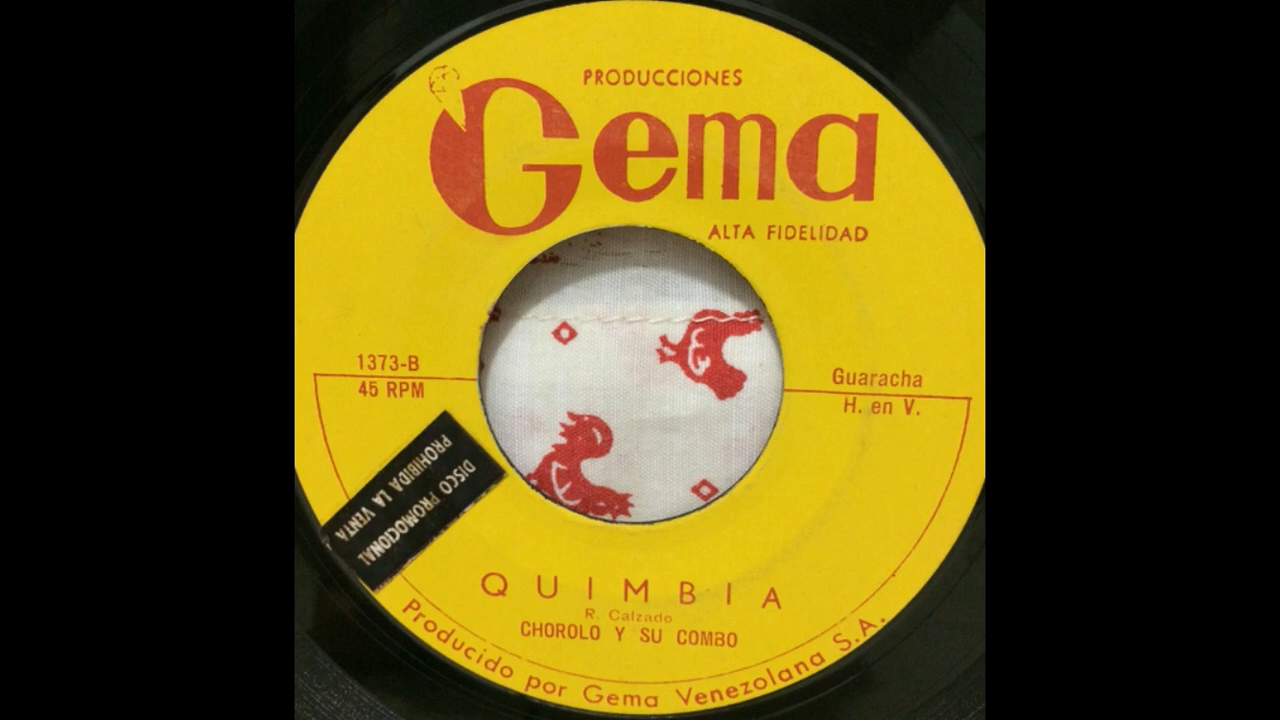 PRODUCCIONES
Gema
ALTA FIDELIDAD
1373-B
45 RPM
Guaracha
H. en V.
DISCO PROMOCIONAL
PROHIBIDA LA VENTA
QUIMBIA
R. Calzado
CHOROLO Y SU COMBO
Producido por Gema Venezolana S.A.